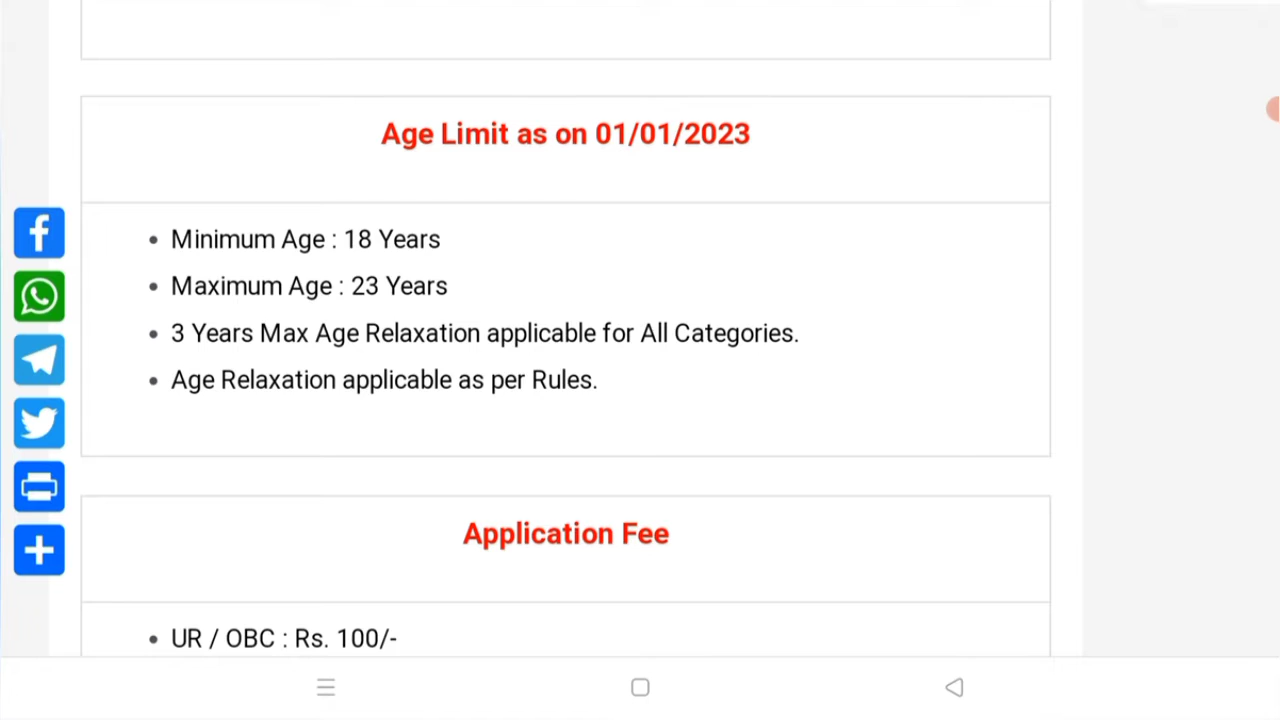 Age Limit as on 01/01/2023
Minimum Age : 18 Years
Maximum Age : 23 Years
3 Years Max Age Relaxation applicable for All Categories.
Age Relaxation applicable as per Rules.
Application Fee
UR / OBC : Rs. 100/-